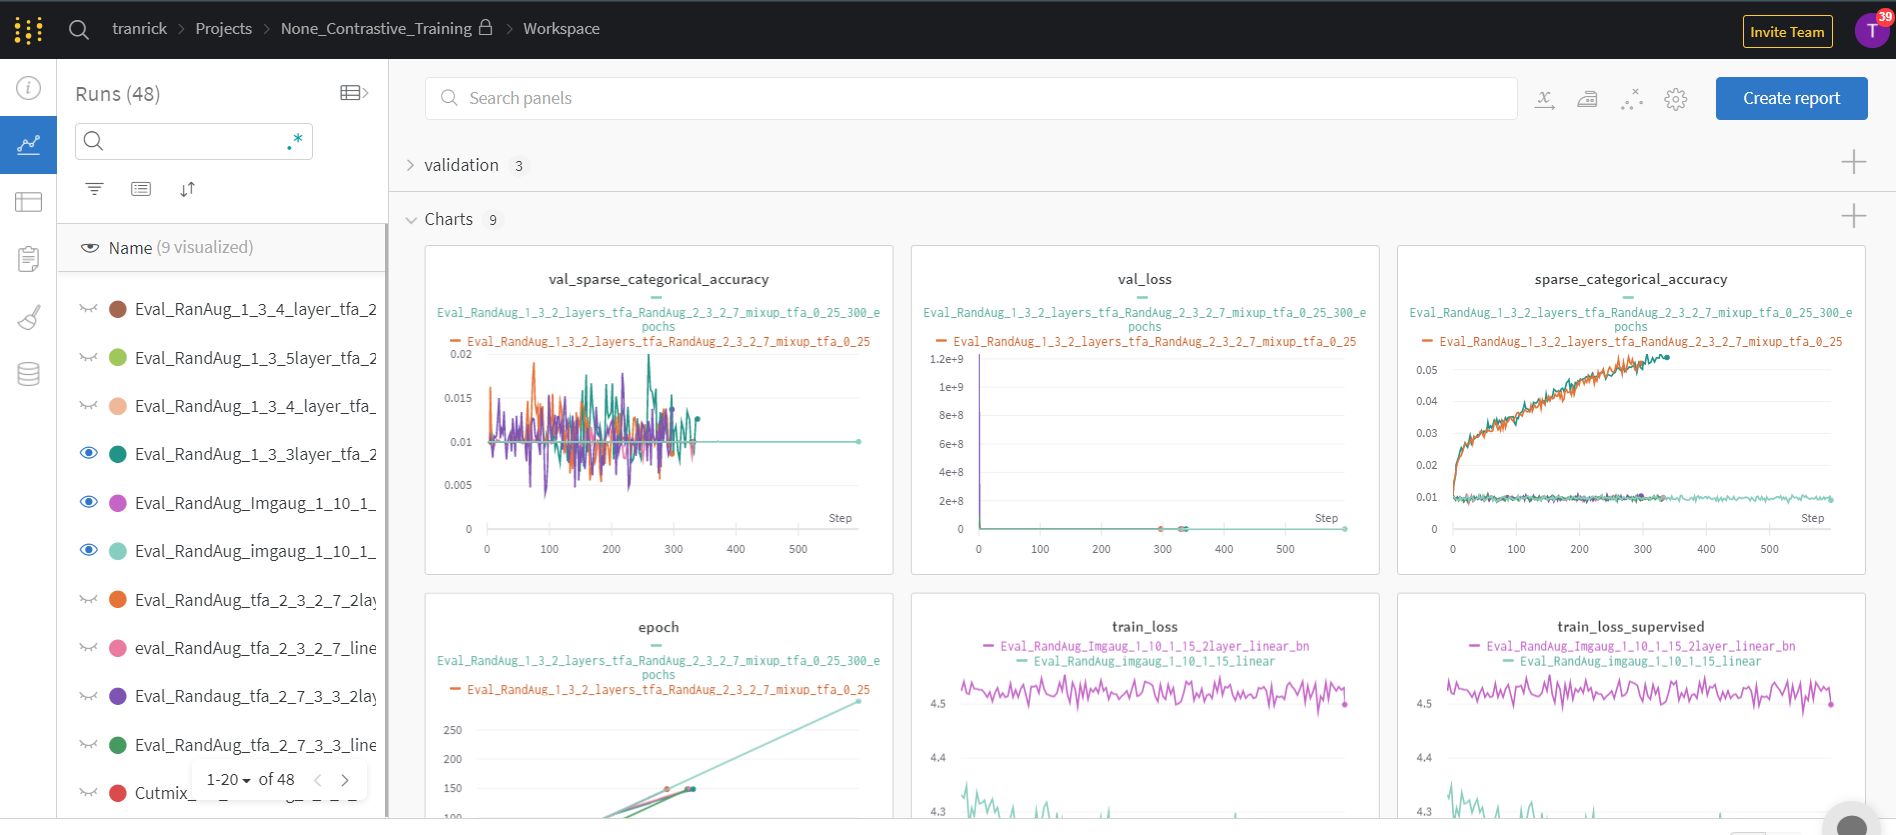 tranrick > Projects > None_Contrastive_Training > Workspace
Invite Team
T
39
Runs (48)
.*
Name (9 visualized)
Eval_RanAug_1_3_4_layer_tfa_2
Eval_RandAug_1_3_5layer_tfa_2
Eval_RandAug_1_3_4_layer_tfa_
Eval_RandAug_1_3_3layer_tfa_2
Eval_RandAug_Imgaug_1_10_1_
Eval_RandAug_imgaug_1_10_1_
Eval_RandAug_tfa_2_3_2_7_2lay
eval_RandAug_tfa_2_3_2_7_line
Eval_Randaug_tfa_2_7_3_3_2lay
Eval_RandAug_tfa_2_7_3_3_line
Cutmix_
1-20 of 48
Search panels
Create report
validation 3
Charts 9
val_sparse_categorical_accuracy
Eval_RandAug_1_3_2_layers_tfa_RandAug_2_3_2_7_mixup_tfa_0_25_300_e
pochs
Eval_RandAug_1_3_2_layers_tfa_RandAug_2_3_2_7_mixup_tfa_0_25
0.02
0.015
0.01
0.005
0
Step
0 100 200 300 400 500
val_loss
Eval_RandAug_1_3_2_layers_tfa_RandAug_2_3_2_7_mixup_tfa_0_25_300_e
pochs
Eval_RandAug_1_3_2_layers_tfa_RandAug_2_3_2_7_mixup_tfa_0_25
1.2e+9
1e+9
8e+8
6e+8
4e+8
2e+8
0
Step
0 100 200 300 400 500
sparse_categorical_accuracy
Eval_RandAug_1_3_2_layers_tfa_RandAug_2_3_2_7_mixup_tfa_0_25_300_e
pochs
Eval_RandAug_1_3_2_layers_tfa_RandAug_2_3_2_7_mixup_tfa_0_25
0.05
0.04
0.03
0.02
0.01
0
Step
0 100 200 300 400 500
epoch
Eval_RandAug_1_3_2_layers_tfa_RandAug_2_3_2_7_mixup_tfa_0_25_300_e
pochs
Eval_RandAug_1_3_2_layers_tfa_RandAug_2_3_2_7_mixup_tfa_0_25
250
200
150
100
train_loss
Eval_RandAug_Imgaug_1_10_1_15_2layer_linear_bn
Eval_RandAug_imgaug_1_10_1_15_linear
4.5
4.4
4.3
train_loss_supervised
Eval_RandAug_Imgaug_1_10_1_15_2layer_linear_bn
Eval_RandAug_imgaug_1_10_1_15_linear
4.5
4.4
4.3